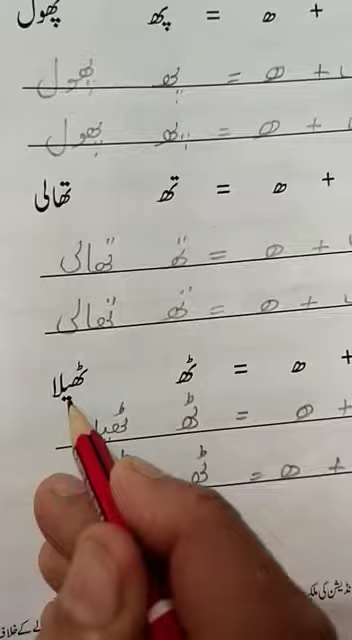 + ھ = پھ پھول
+ ھ = پھ پھول
+ ھ = پھ پھول
+ ھ = تھ تھالی
+ ھ = تھ تھالی
+ ھ = تھ تھالی
+ ھ = ٹھ ٹھیلا
+ ھ = ٹھ ٹھیلا
+ ھ = ٹھ